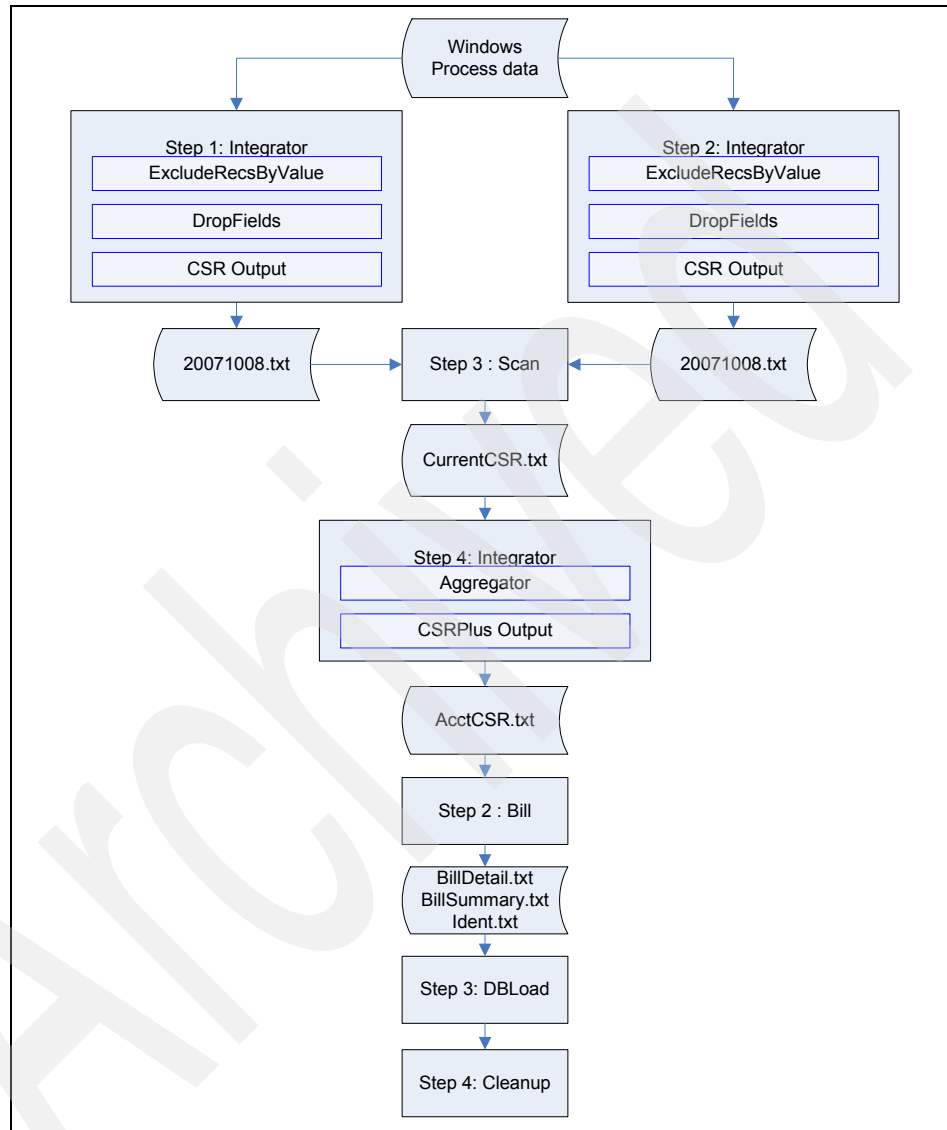 Windows
Process data
Step 1: Integrator
ExcludeRecsByValue
DropFields
CSR Output
Step 2: Integrator
ExcludeRecsByValue
DropFields
CSR Output
20071008.txt
Step 3 : Scan
20071008.txt
CurrentCSR.txt
Step 4: Integrator
Aggregator
CSRPlus Output
AcctCSR.txt
Step 2 : Bill
BillDetail.txt
BillSummary.txt
Ident.txt
Step 3: DBLoad
Step 4: Cleanup
Archived